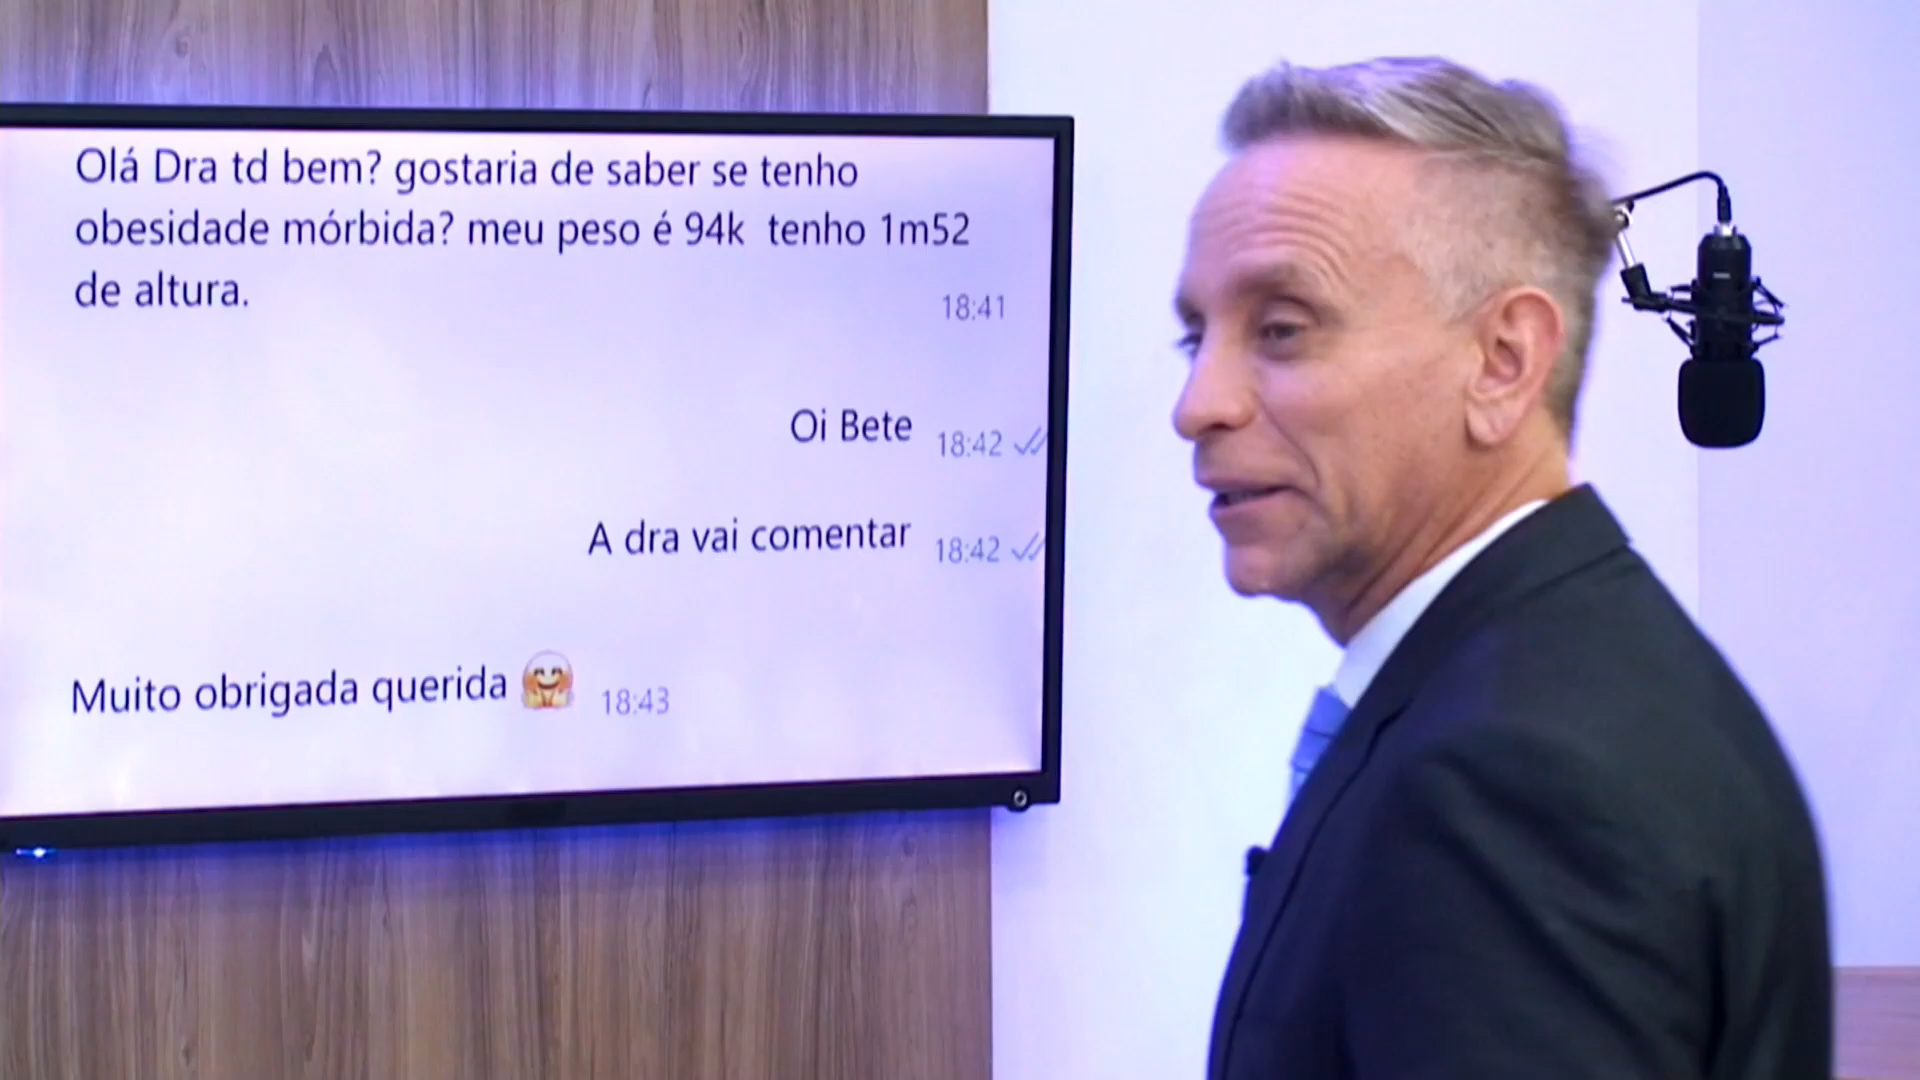 Olá Dra td bem? gostaria de saber se tenho
obesidade mórbida? meu peso é 94k tenho 1m52
de altura.
18:41
Oi Bete 18:42
A dra vai comentar 18:42
Muito obrigada querida 🤗 18:43